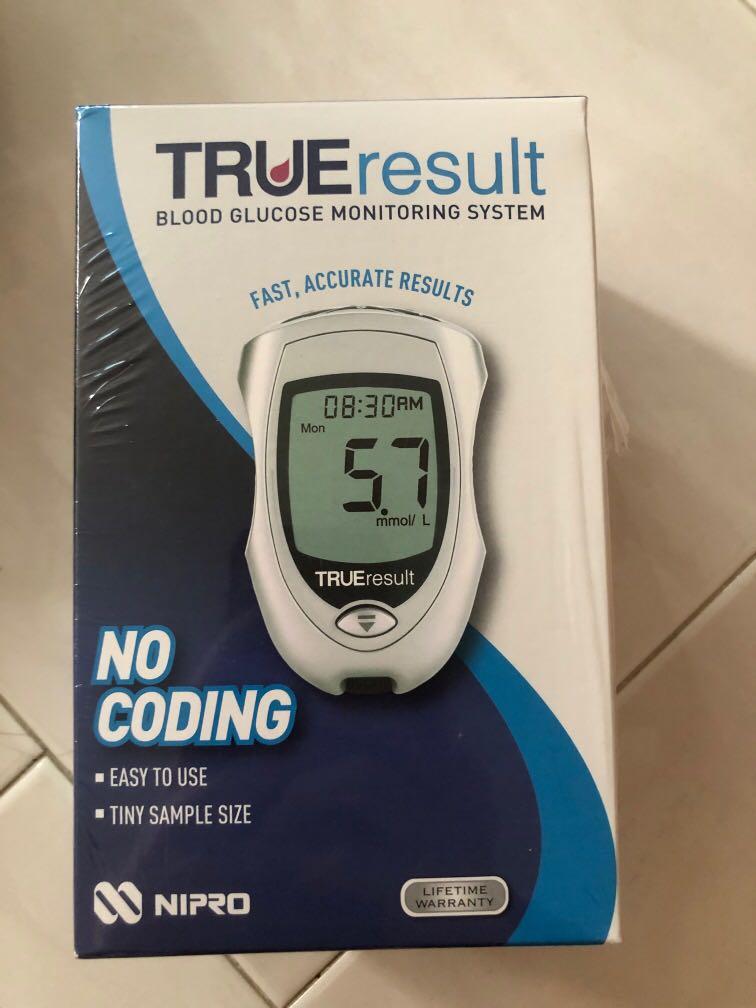 TRUEresult
BLOOD GLUCOSE MONITORING SYSTEM
FAST, ACCURATE RESULTS
08:30AM
Mon
5.7
mmol/ L
TRUEresult
NO
CODING
▪ EASY TO USE
▪ TINY SAMPLE SIZE
NIPRO
LIFETIME
WARRANTY